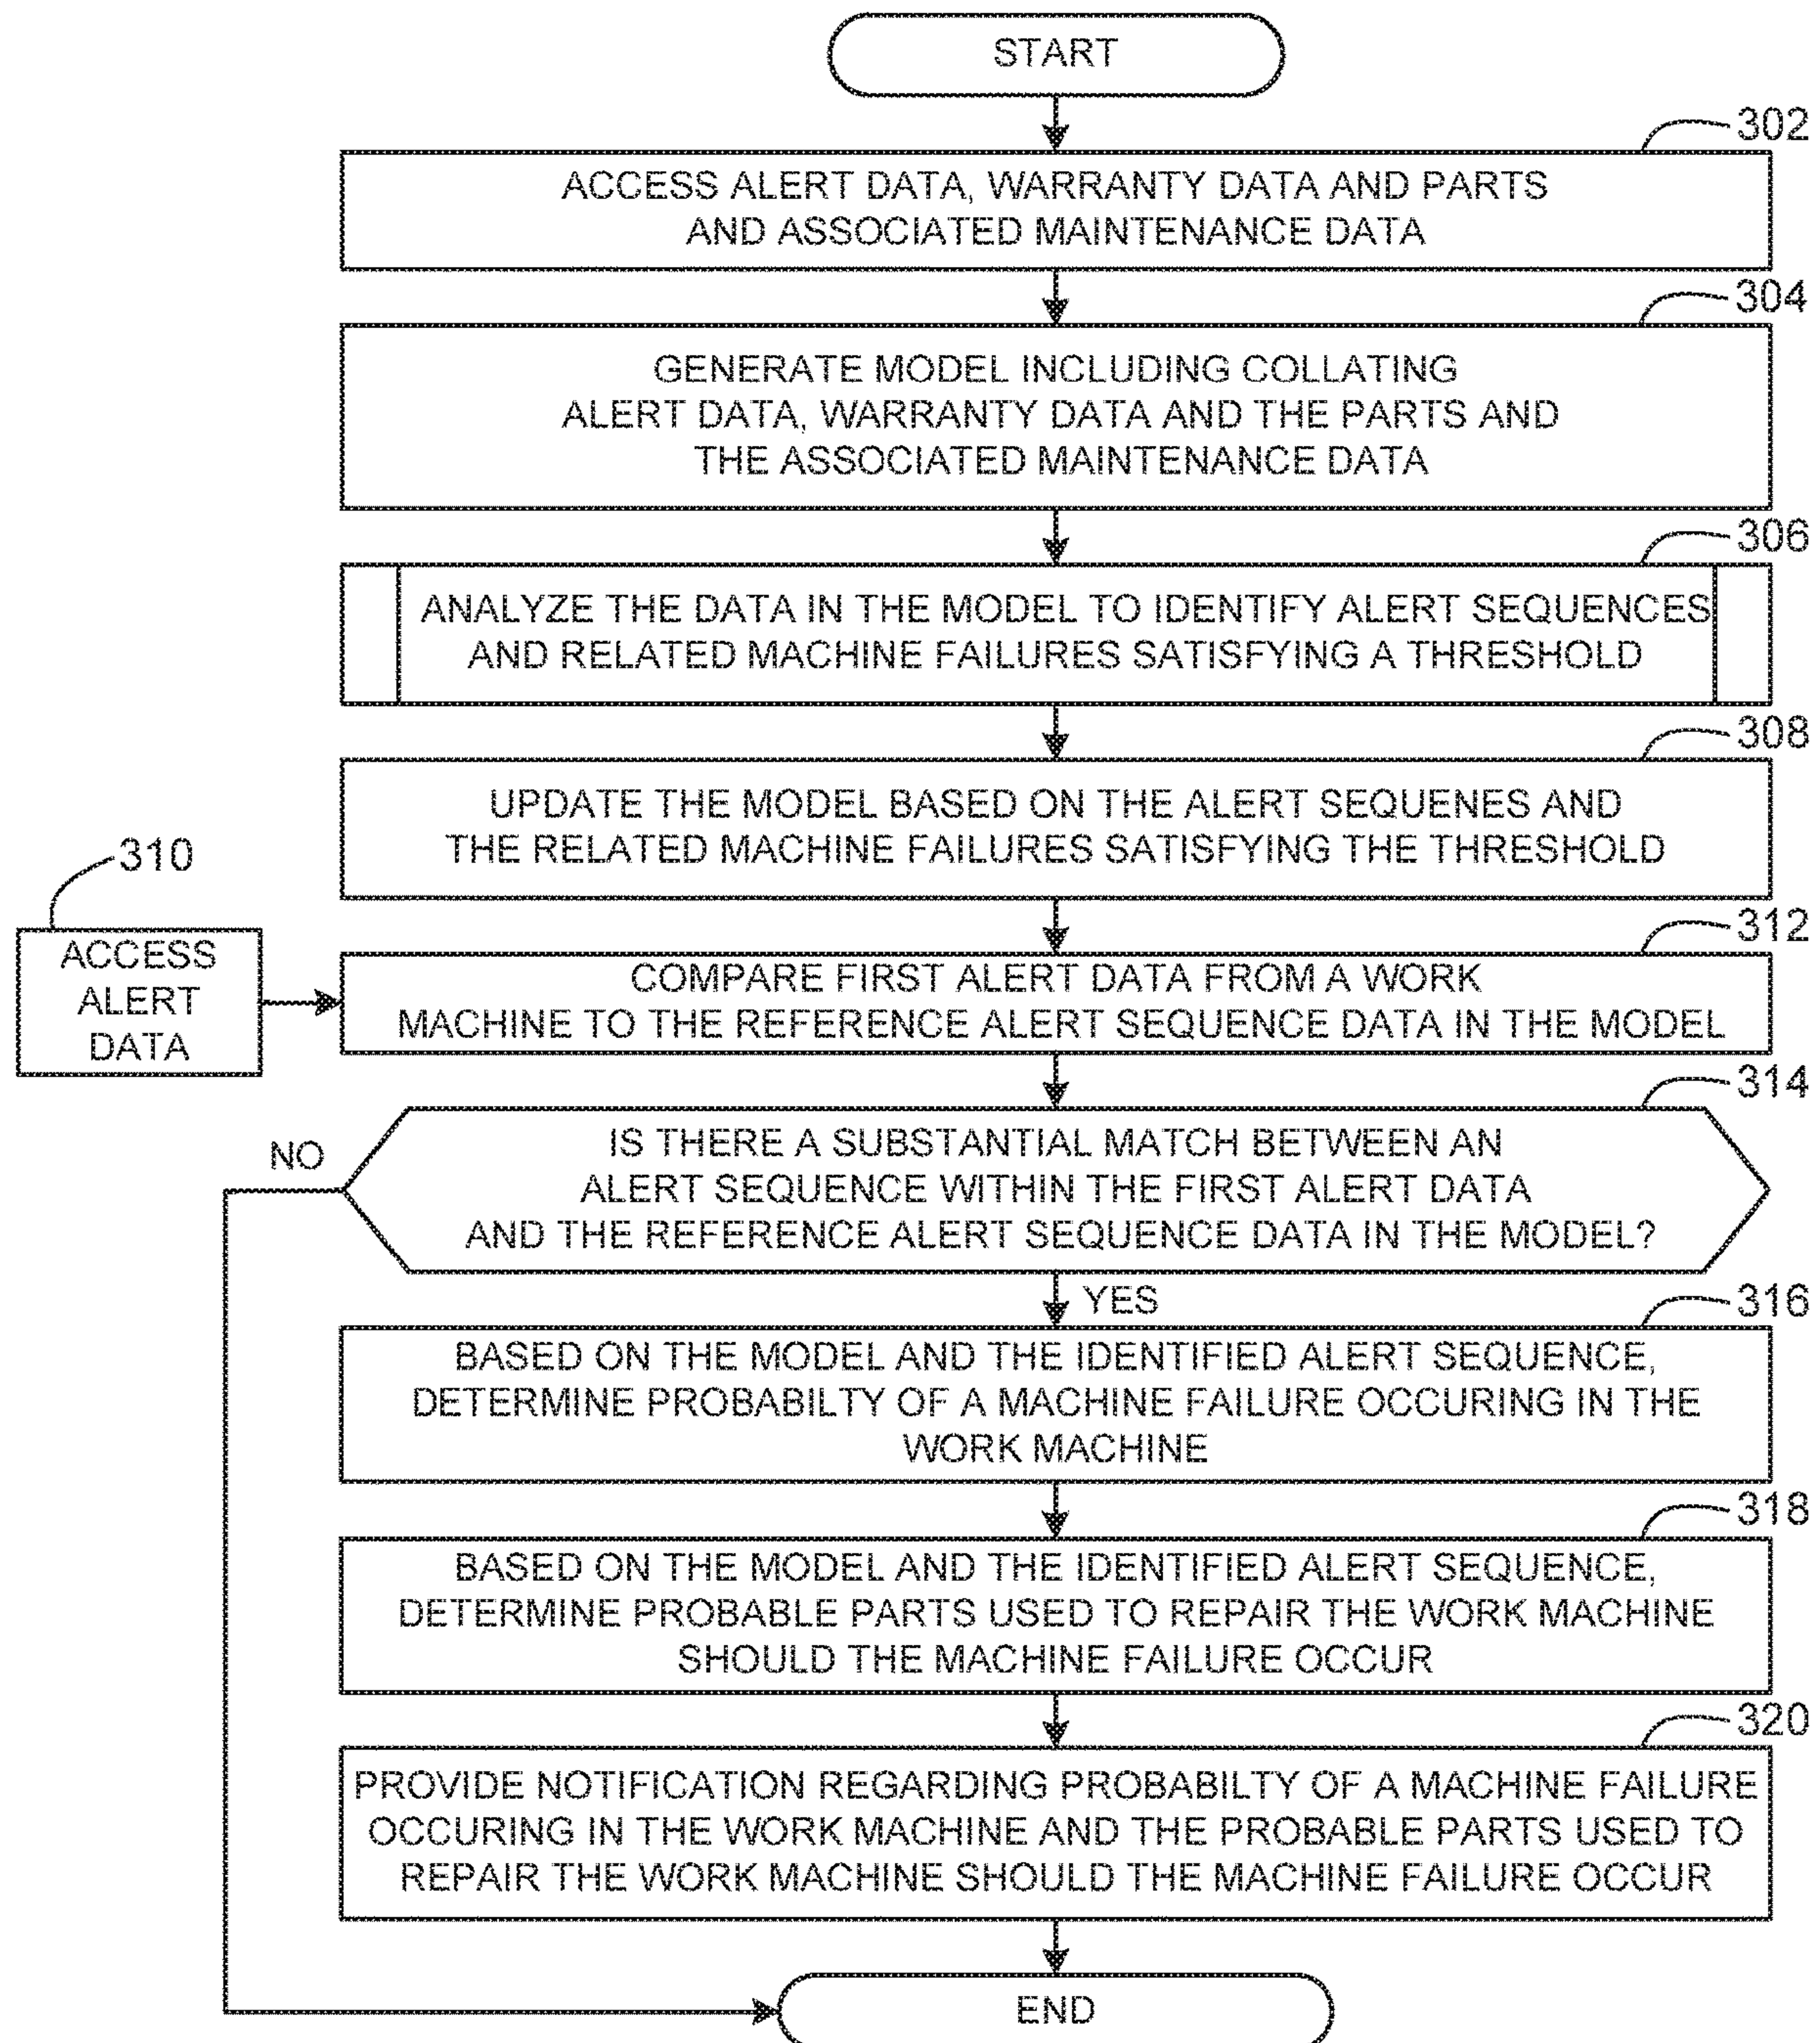 START
302
ACCESS ALERT DATA, WARRANTY DATA AND PARTS
AND ASSOCIATED MAINTENANCE DATA
304
GENERATE MODEL INCLUDING COLLATING
ALERT DATA, WARRANTY DATA AND THE PARTS AND
THE ASSOCIATED MAINTENANCE DATA
306
ANALYZE THE DATA IN THE MODEL TO IDENTIFY ALERT SEQUENCES
AND RELATED MACHINE FAILURES SATISFYING A THRESHOLD
308
UPDATE THE MODEL BASED ON THE ALERT SEQUENES AND
THE RELATED MACHINE FAILURES SATISFYING THE THRESHOLD
310
ACCESS
ALERT
DATA
312
COMPARE FIRST ALERT DATA FROM A WORK
MACHINE TO THE REFERENCE ALERT SEQUENCE DATA IN THE MODEL
314
NO
IS THERE A SUBSTANTIAL MATCH BETWEEN AN
ALERT SEQUENCE WITHIN THE FIRST ALERT DATA
AND THE REFERENCE ALERT SEQUENCE DATA IN THE MODEL?
YES
316
BASED ON THE MODEL AND THE IDENTIFIED ALERT SEQUENCE,
DETERMINE PROBABILTY OF A MACHINE FAILURE OCCURING IN THE
WORK MACHINE
318
BASED ON THE MODEL AND THE IDENTIFIED ALERT SEQUENCE,
DETERMINE PROBABLE PARTS USED TO REPAIR THE WORK MACHINE
SHOULD THE MACHINE FAILURE OCCUR
320
PROVIDE NOTIFICATION REGARDING PROBABILTY OF A MACHINE FAILURE
OCCURING IN THE WORK MACHINE AND THE PROBABLE PARTS USED TO
REPAIR THE WORK MACHINE SHOULD THE MACHINE FAILURE OCCUR
END